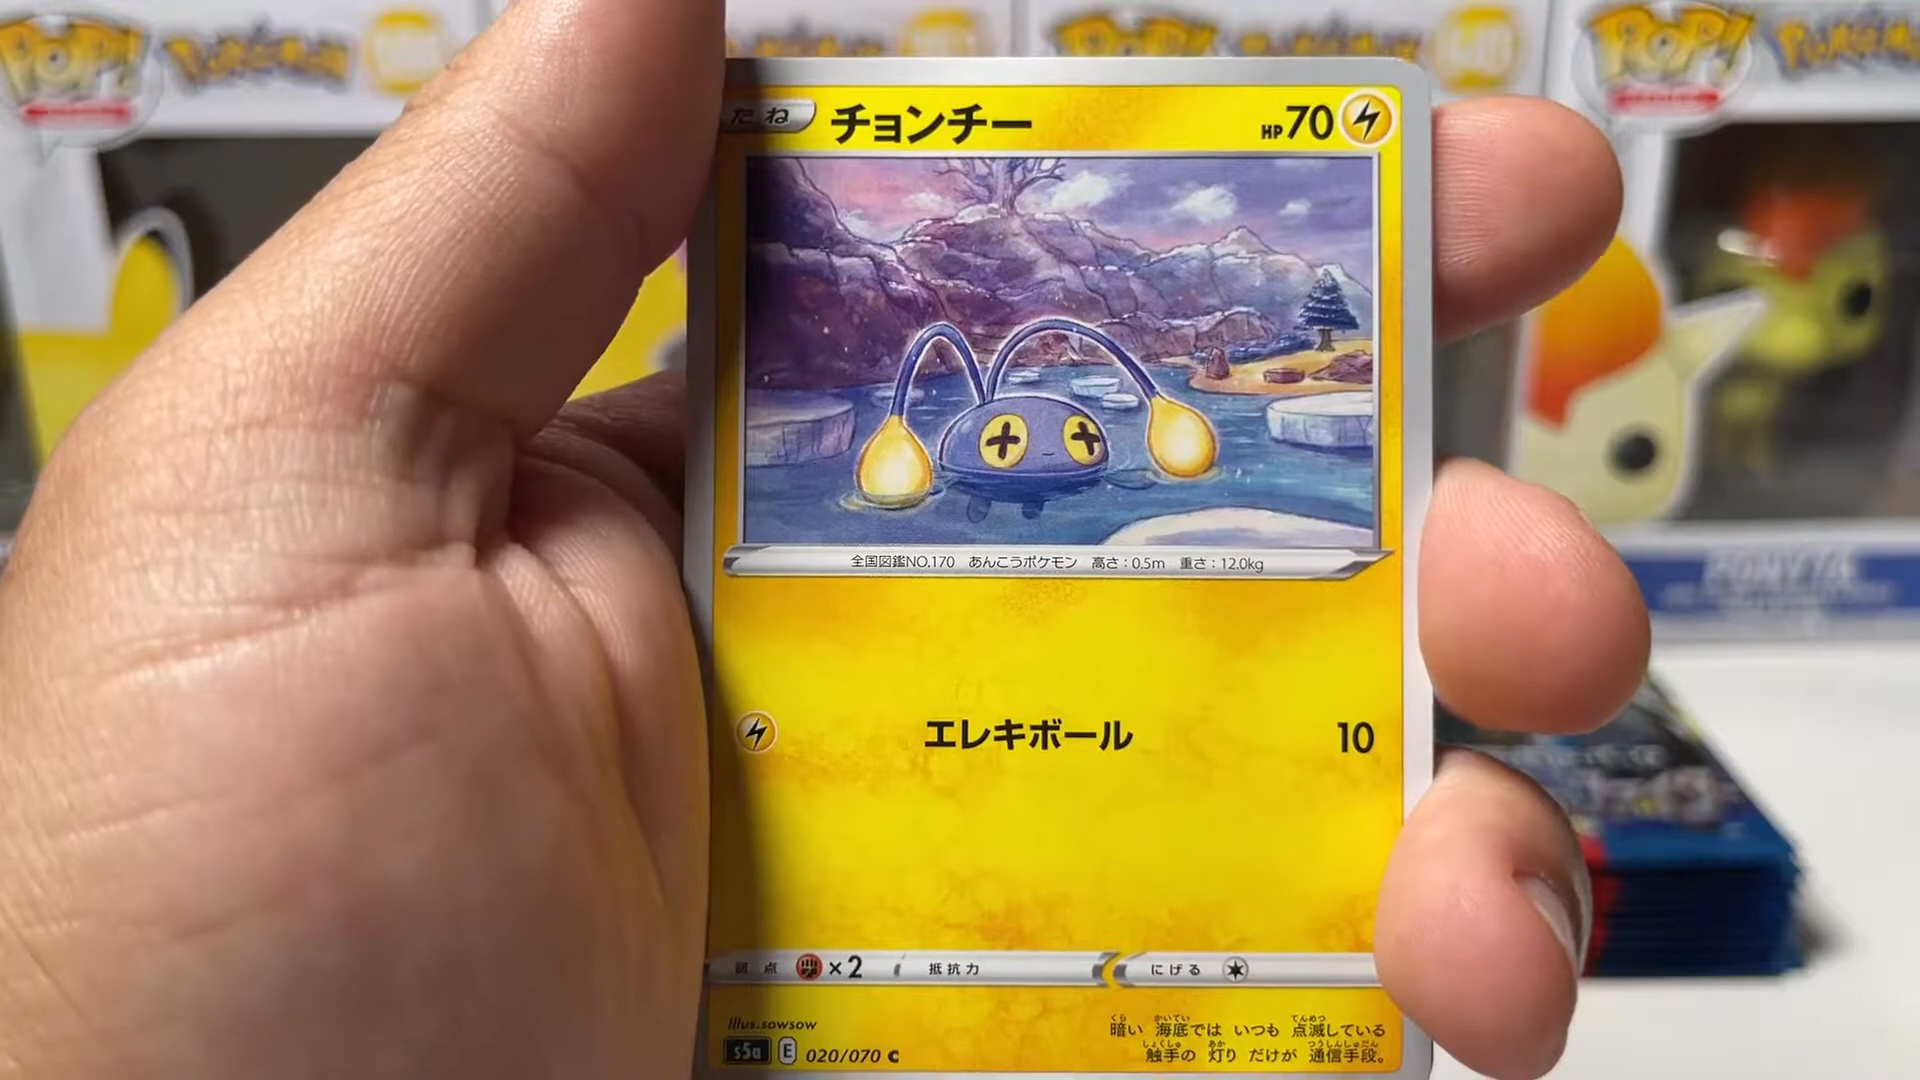 POP! POKÉMON
POP! POKÉMON
POP! POKÉMON
たね チョンチー HP70
全国図鑑NO.170 あんこうポケモン 高さ:0.5m 重さ:12.0kg
PONYTA
エレキボール 10
弱点 ×2 抵抗力 にげる
Illus.sowsow
暗い 海底では いつも 点滅している
触手の 灯り だけが 通信手段。
s5a E 020/070 C